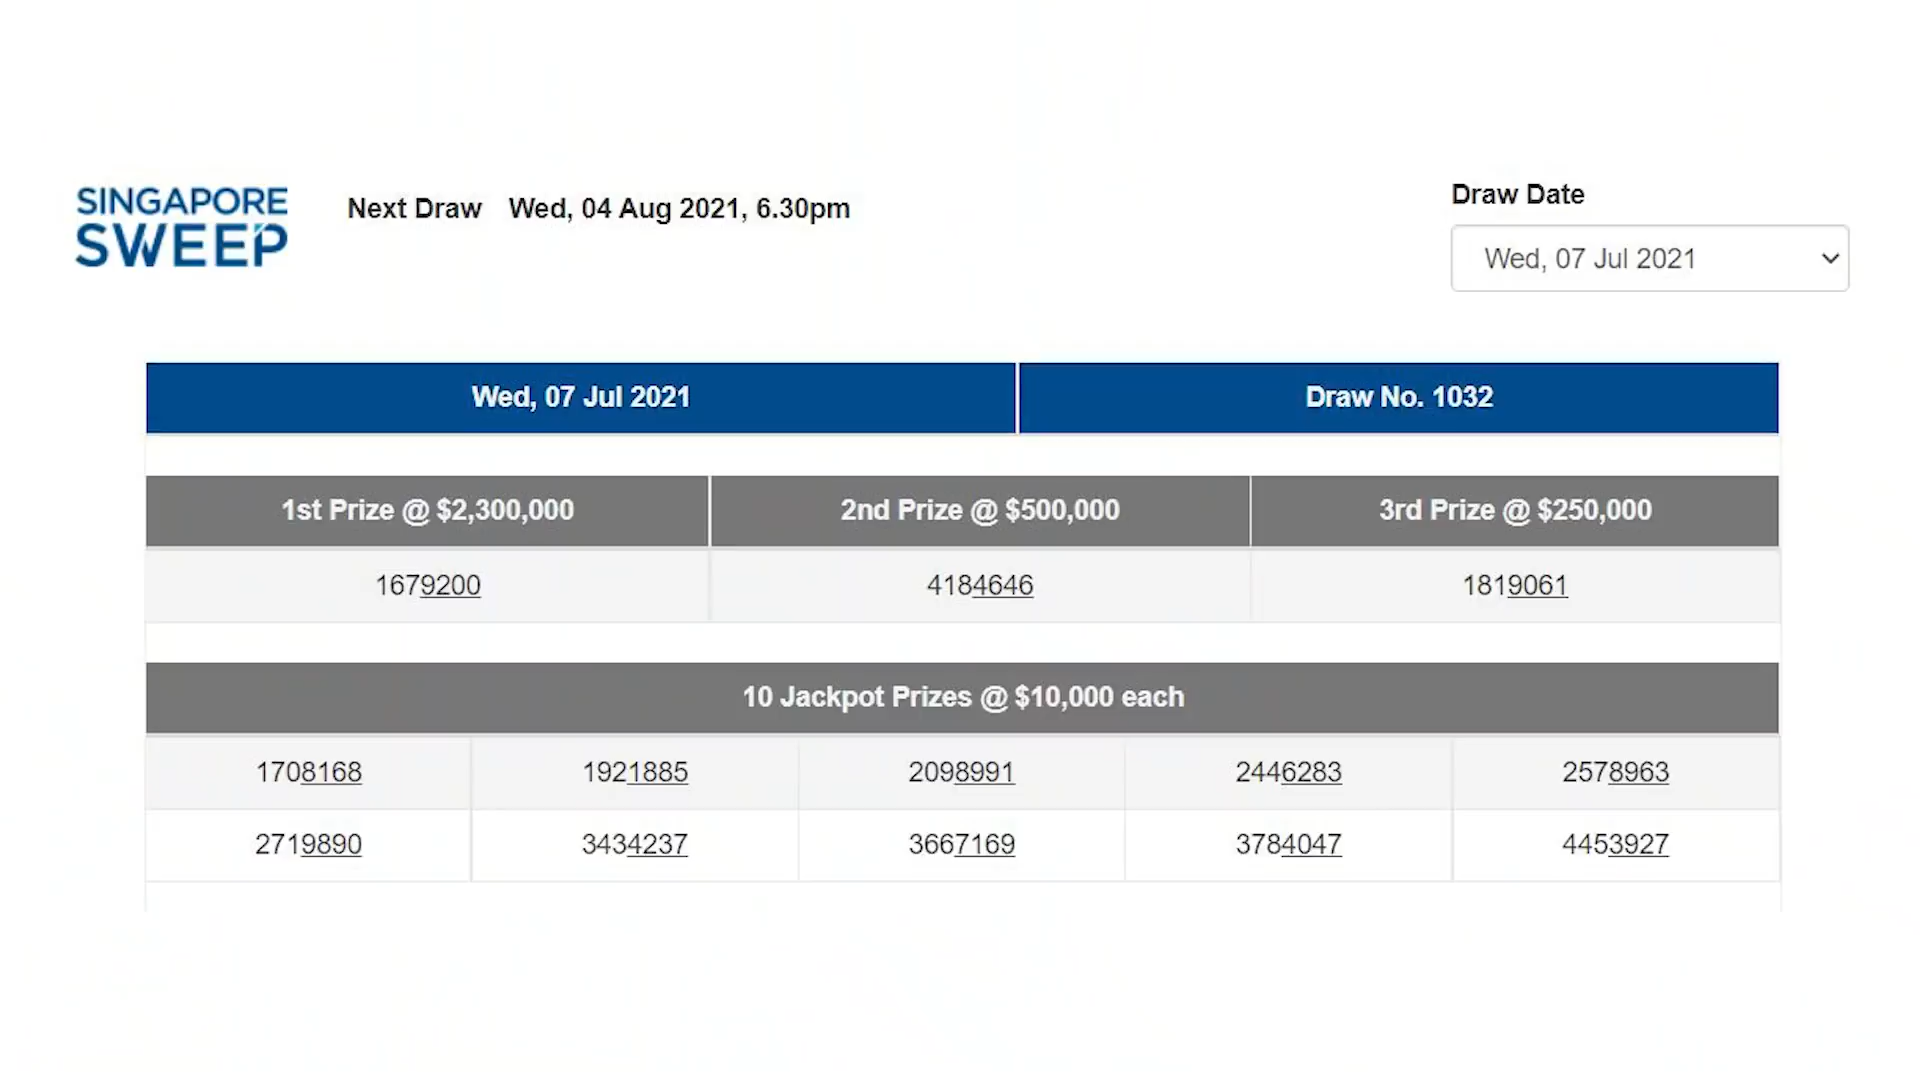 SINGAPORE
SWEEP
Next Draw Wed, 04 Aug 2021, 6.30pm
Draw Date
Wed, 07 Jul 2021
Wed, 07 Jul 2021 Draw No. 1032
1st Prize @ $2,300,000 2nd Prize @ $500,000 3rd Prize @ $250,000
1679200 4184646 1819061
10 Jackpot Prizes @ $10,000 each
1708168 1921885 2098991 2446283 2578963
2719890 3434237 3667169 3784047 4453927